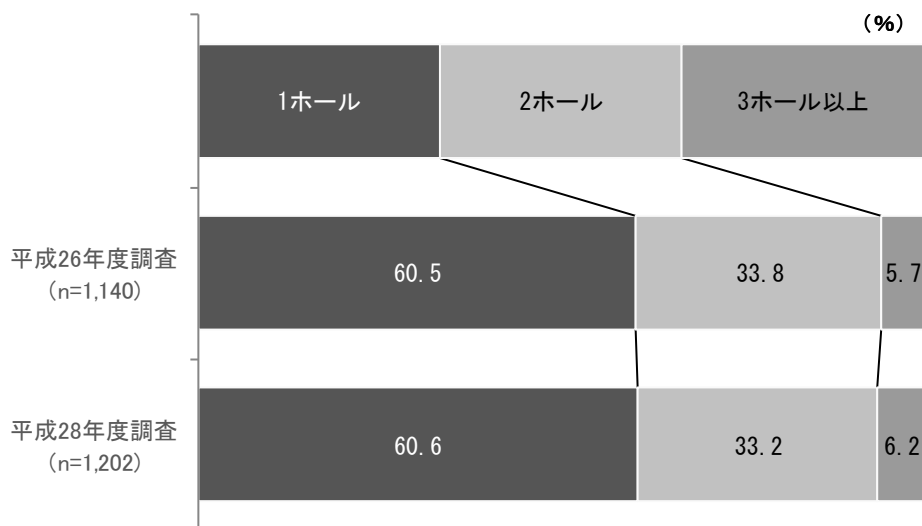 （%）
1ホール 2ホール 3ホール以上
平成26年度調査
（n=1,140）
60.5 33.8 5.7
平成28年度調査
（n=1,202）
60.6 33.2 6.2